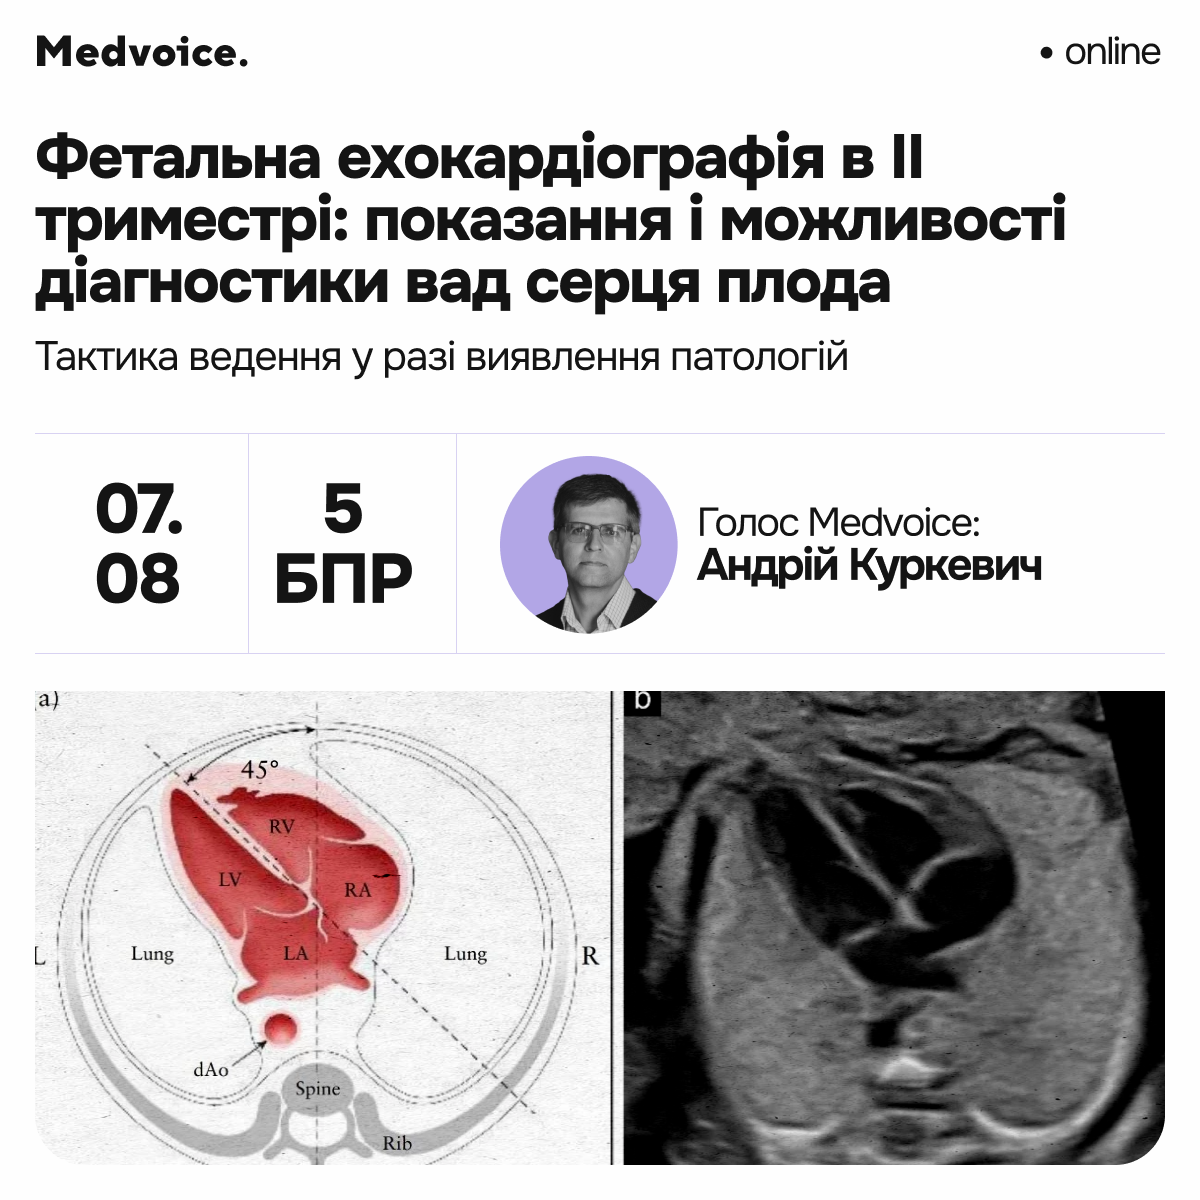 Medvoice.
• online
Фетальна ехокардіографія в II
триместрі: показання і можливості
діагностики вад серця плода
Тактика ведення у разі виявлення патологій
07.
08
5
БПР
Голос Medvoice:
Андрій Куркевич
a)
45°
RV
LV
RA
Lung
LA
Lung
L
R
dAo
Spine
Rib
b